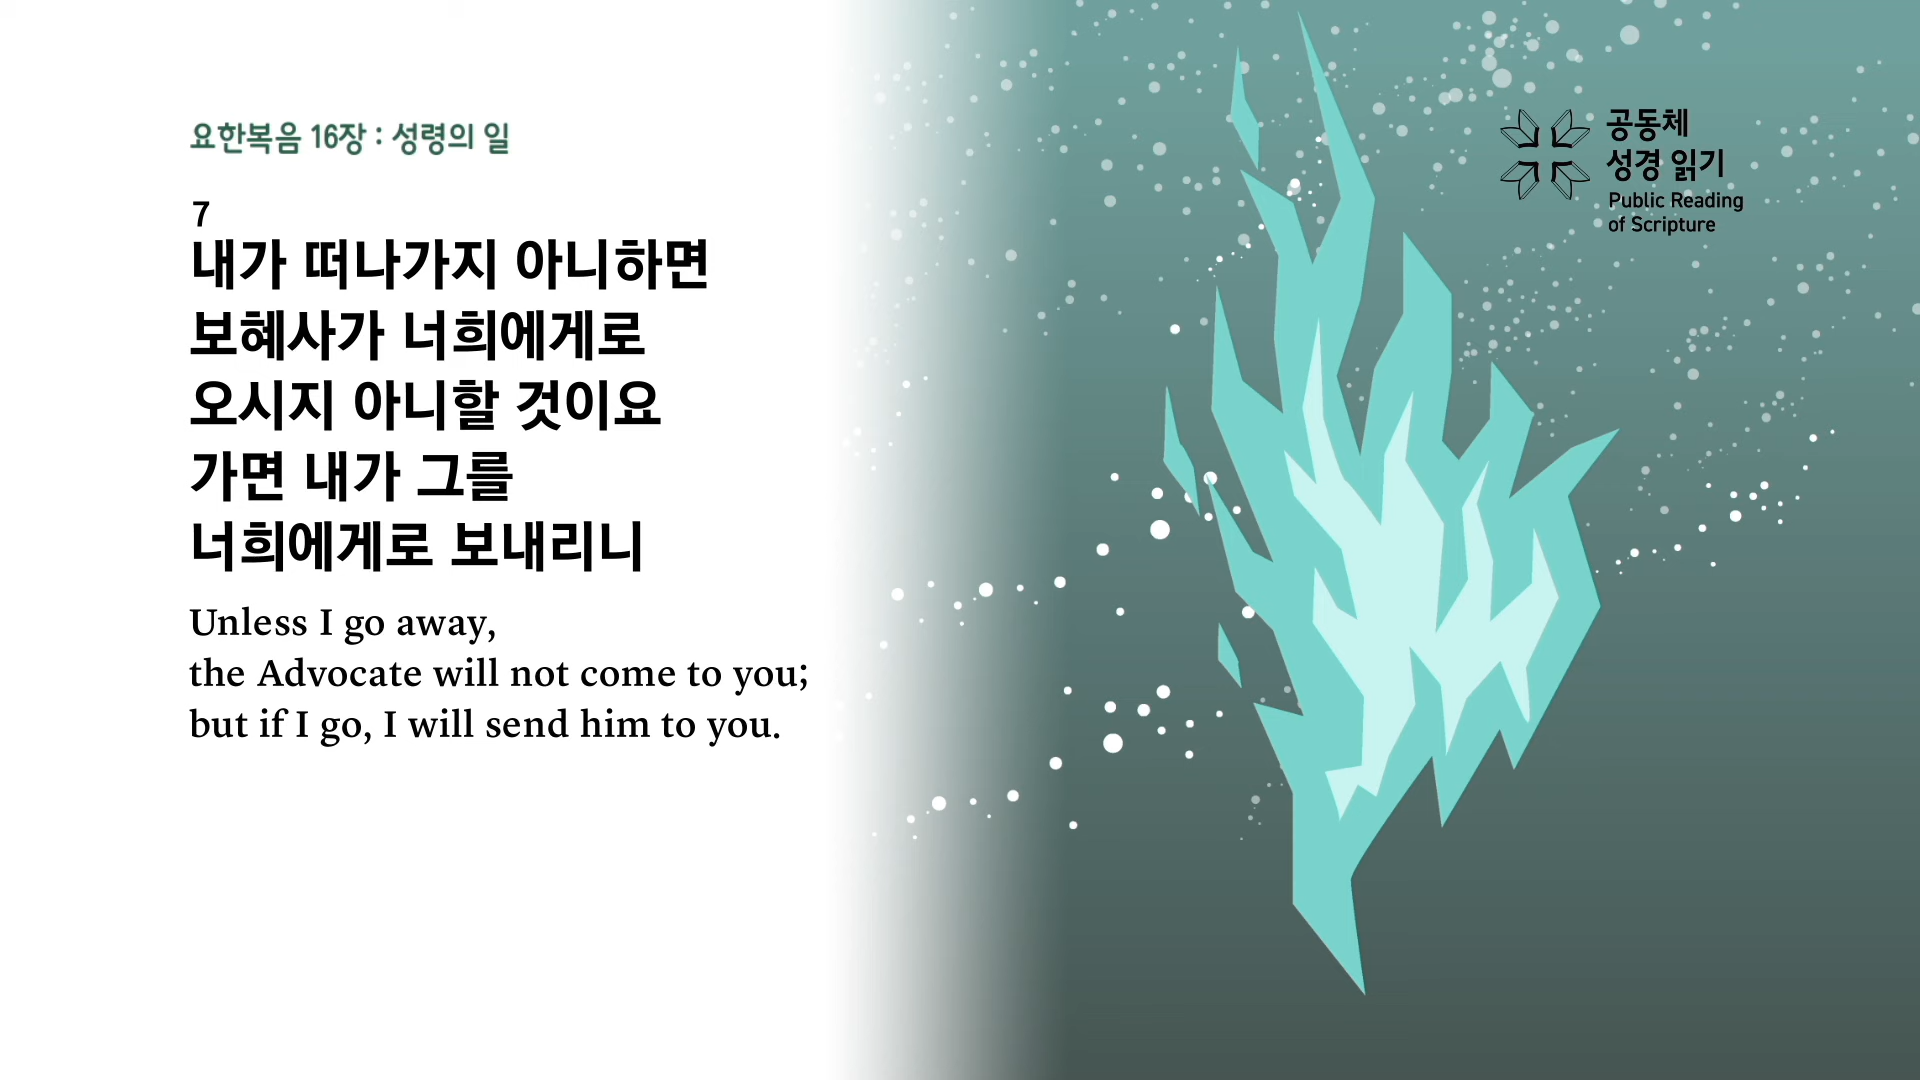 요한복음 16장 : 성령의 일
7
내가 떠나가지 아니하면
보혜사가 너희에게로
오시지 아니할 것이요
가면 내가 그를
너희에게로 보내리니
Unless I go away,
the Advocate will not come to you;
but if I go, I will send him to you.
공동체
성경 읽기
Public Reading
of Scripture